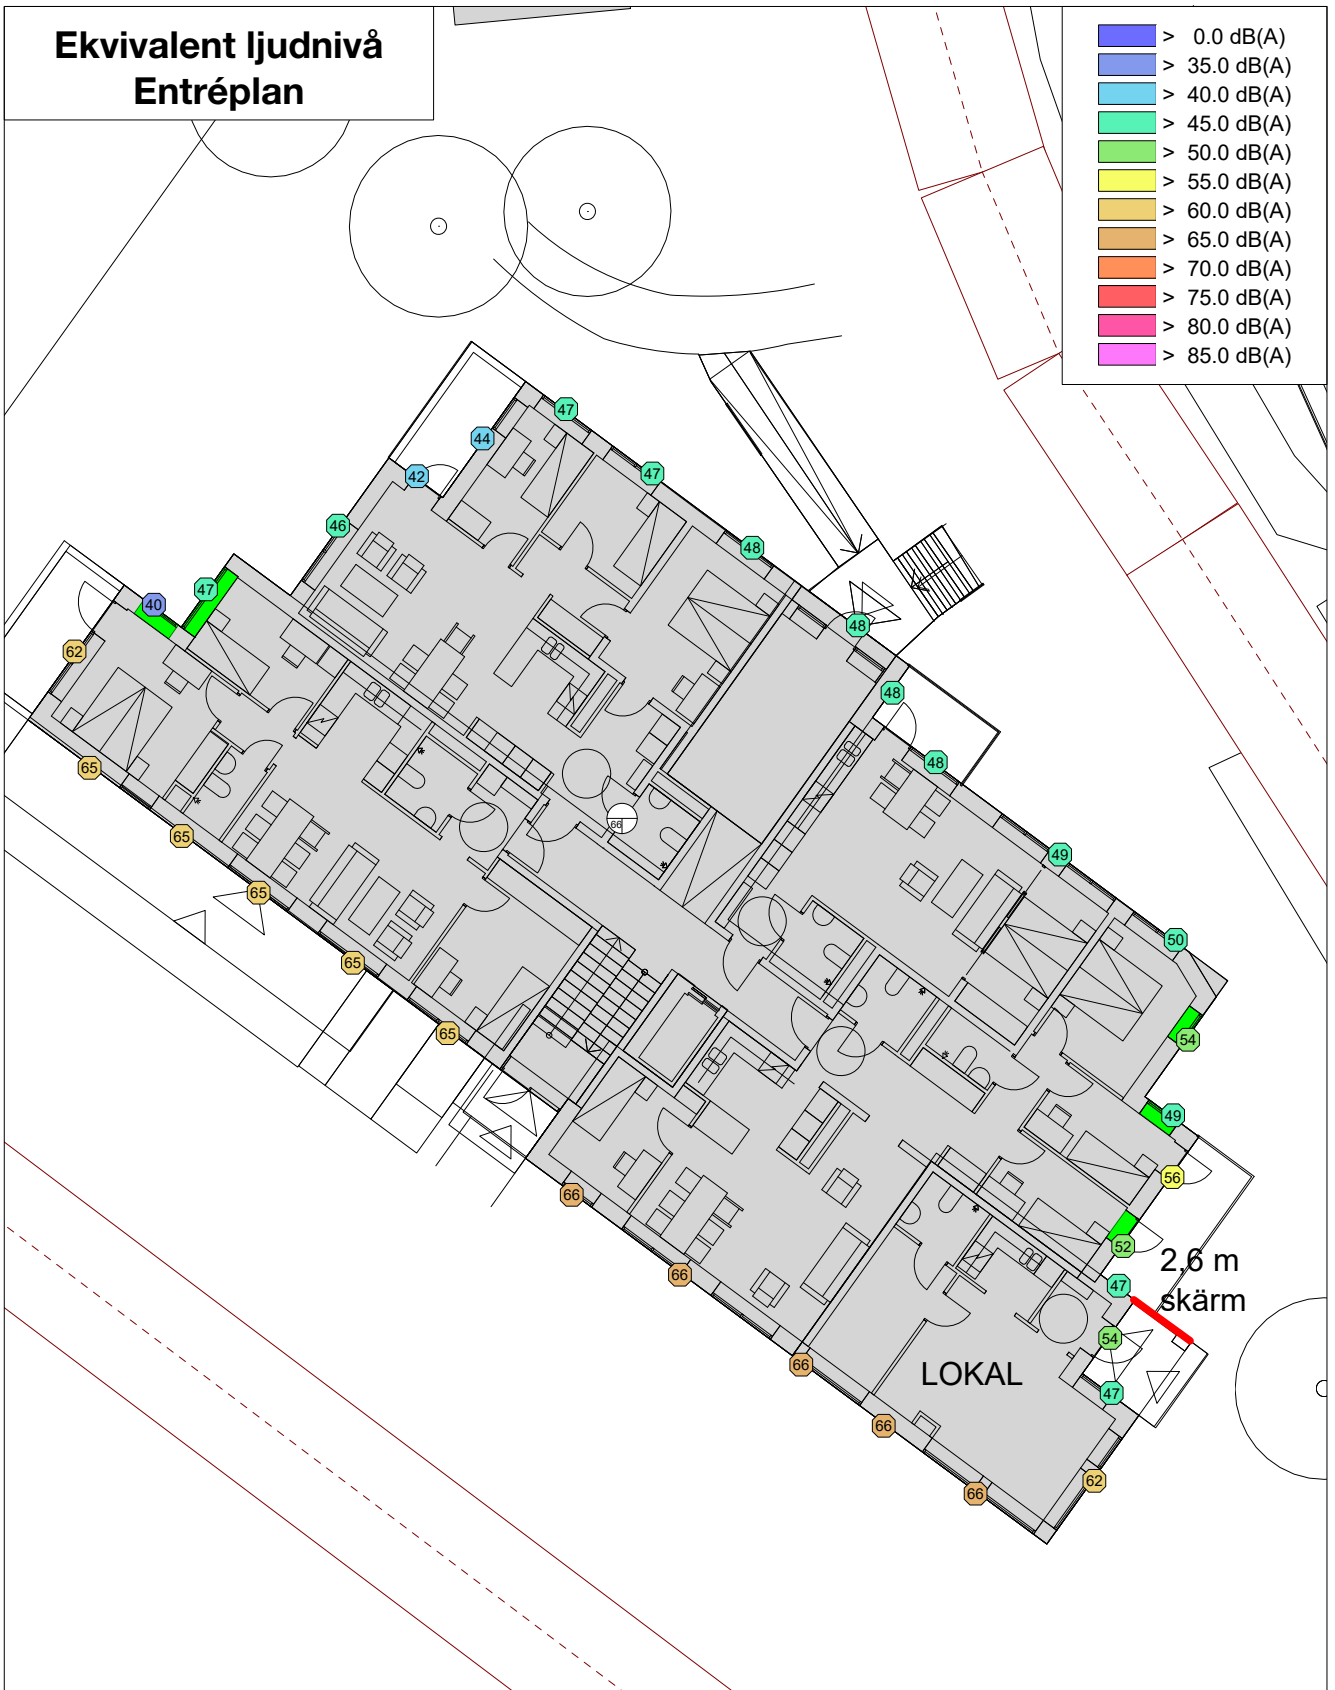 Ekvivalent ljudnivå
Entréplan
> 0.0 dB(A)
> 35.0 dB(A)
> 40.0 dB(A)
> 45.0 dB(A)
> 50.0 dB(A)
> 55.0 dB(A)
> 60.0 dB(A)
> 65.0 dB(A)
> 70.0 dB(A)
> 75.0 dB(A)
> 80.0 dB(A)
> 85.0 dB(A)
47
44
47
42
46
48
47
40
48
62
48
48
65
66
65
49
65
50
65
65
54
49
56
66
52
2,6 m
skärm
66
47
54
66
LOKAL
47
66
62
66